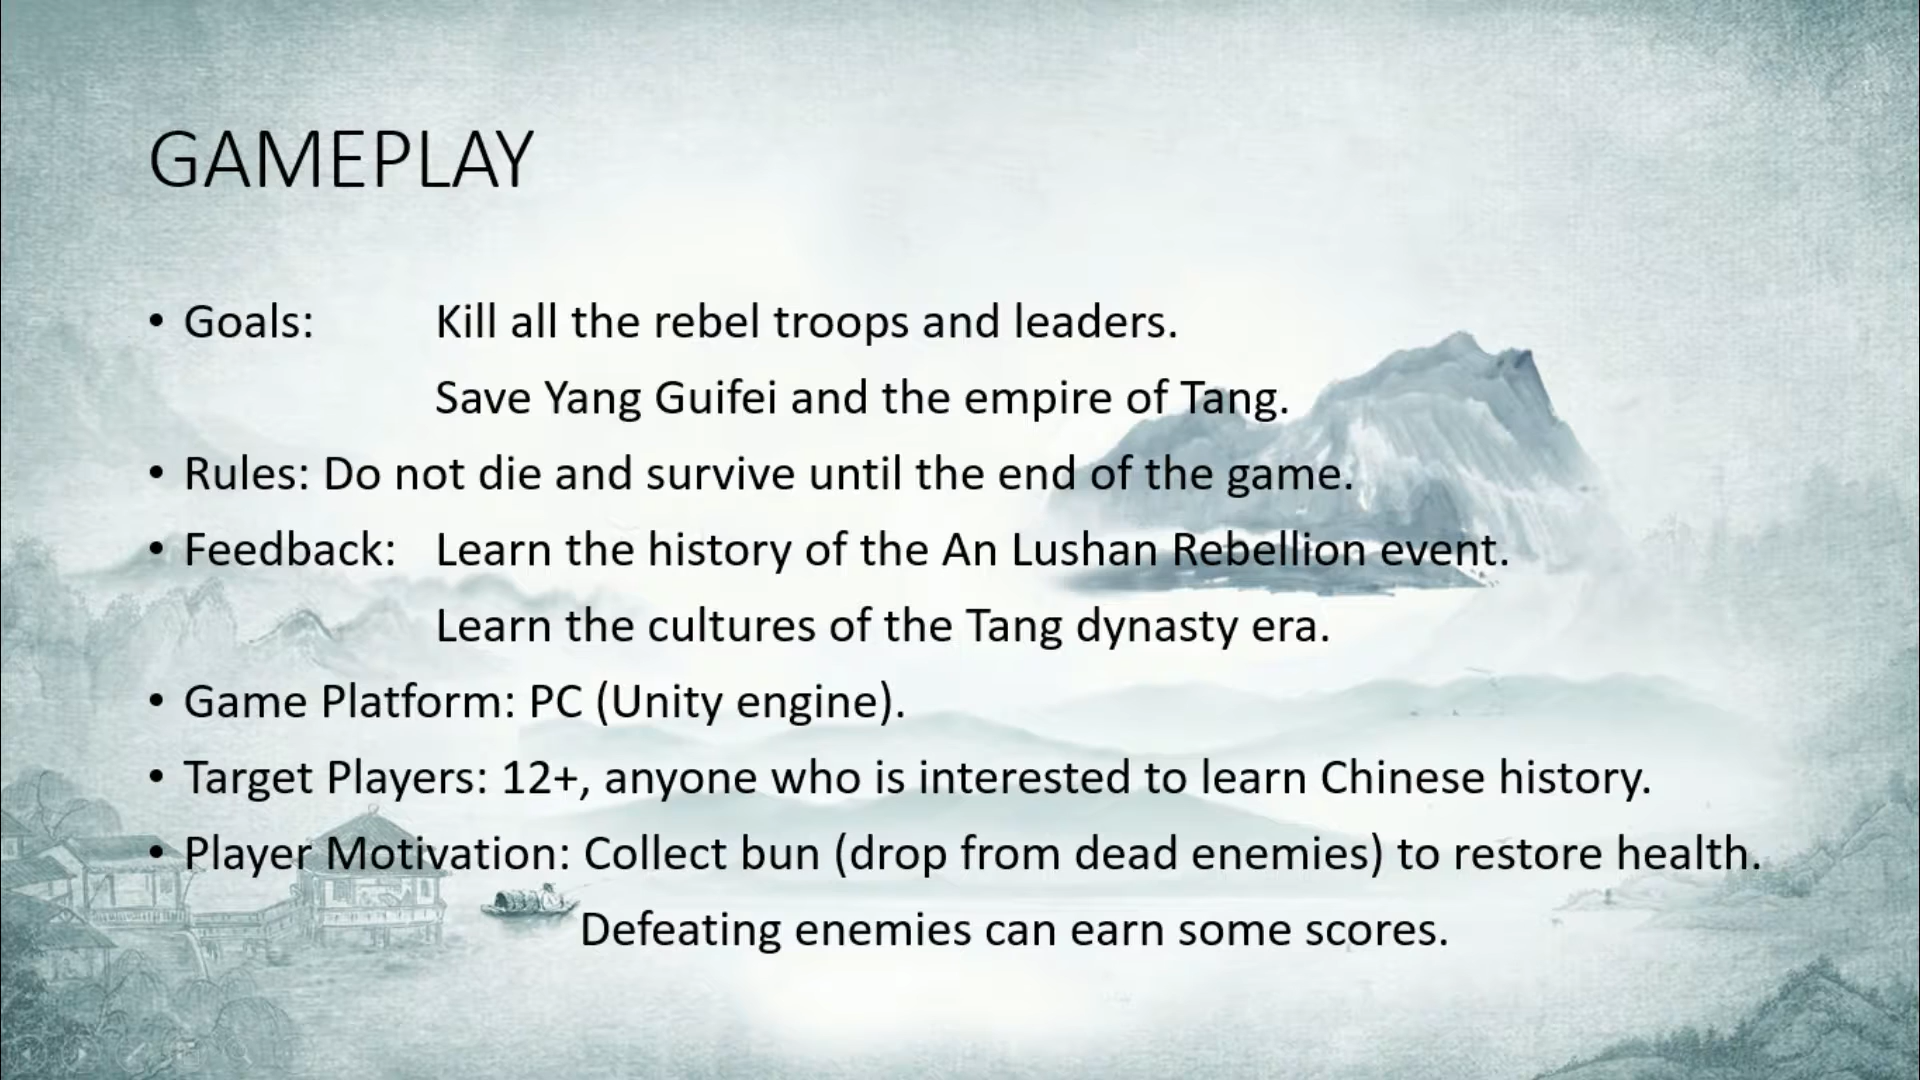 GAMEPLAY
• Goals: Kill all the rebel troops and leaders.
Save Yang Guifei and the empire of Tang.
• Rules: Do not die and survive until the end of the game.
• Feedback: Learn the history of the An Lushan Rebellion event.
Learn the cultures of the Tang dynasty era.
• Game Platform: PC (Unity engine).
• Target Players: 12+, anyone who is interested to learn Chinese history.
• Player Motivation: Collect bun (drop from dead enemies) to restore health.
Defeating enemies can earn some scores.